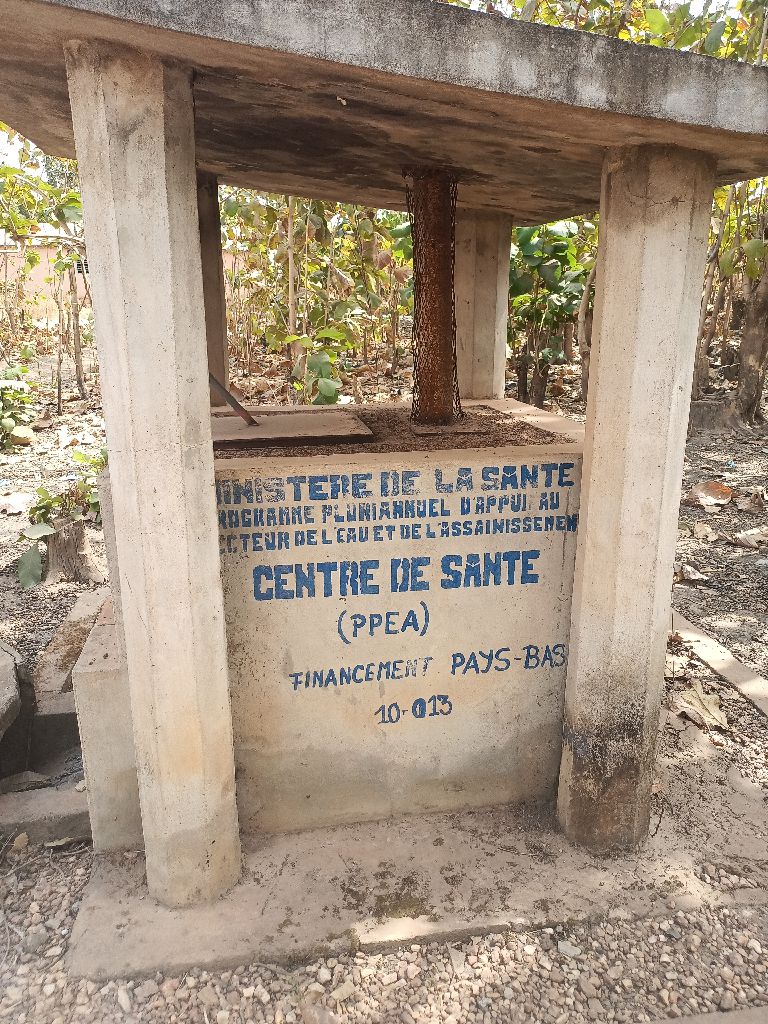 MINISTERE DE LA SANTE
ROGRAMME PLURIANNUEL D'APPUI AU
ECTEUR DE L'EAU ET DE L'ASSAINISSEMEN
CENTRE DE SANTE
(PPEA)
FINANCEMENT PAYS-BAS
10-013